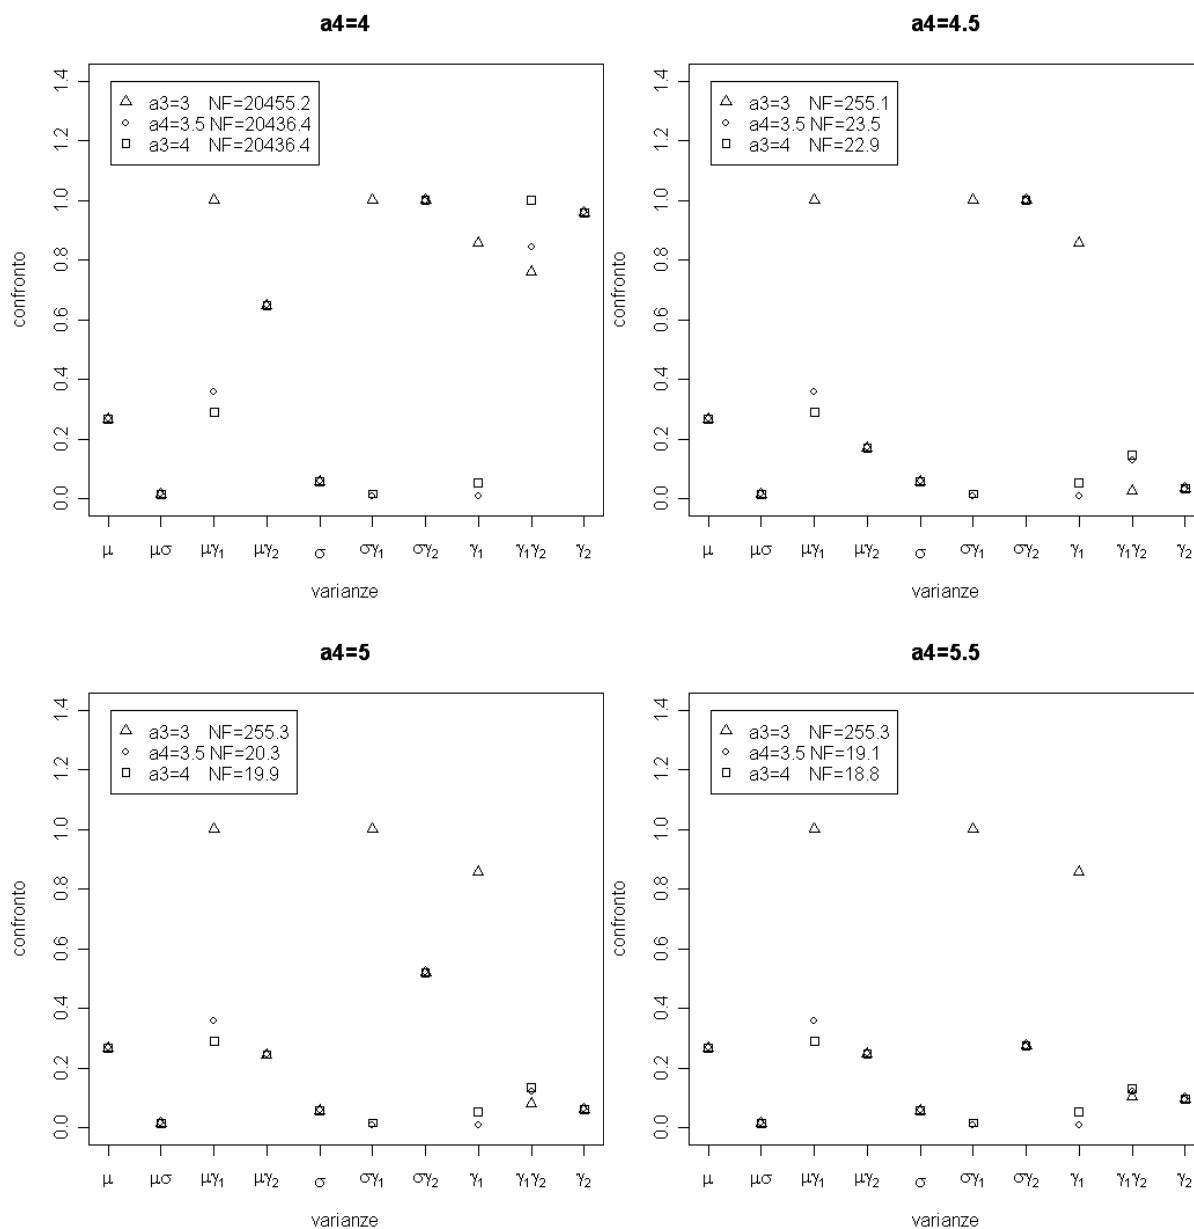 a4=4
a3=3 NF=20455.2
a4=3.5 NF=20436.4
a3=4 NF=20436.4
confronto
0.0 0.2 0.4 0.6 0.8 1.0 1.2 1.4
μ μσ μγ1 μγ2 σ σγ1 σγ2 γ1 γ1γ2 γ2
varianze
a4=4.5
a3=3 NF=255.1
a4=3.5 NF=23.5
a3=4 NF=22.9
confronto
0.0 0.2 0.4 0.6 0.8 1.0 1.2 1.4
μ μσ μγ1 μγ2 σ σγ1 σγ2 γ1 γ1γ2 γ2
varianze
a4=5
a3=3 NF=255.3
a4=3.5 NF=20.3
a3=4 NF=19.9
confronto
0.0 0.2 0.4 0.6 0.8 1.0 1.2 1.4
μ μσ μγ1 μγ2 σ σγ1 σγ2 γ1 γ1γ2 γ2
varianze
a4=5.5
a3=3 NF=255.3
a4=3.5 NF=19.1
a3=4 NF=18.8
confronto
0.0 0.2 0.4 0.6 0.8 1.0 1.2 1.4
μ μσ μγ1 μγ2 σ σγ1 σγ2 γ1 γ1γ2 γ2
varianze